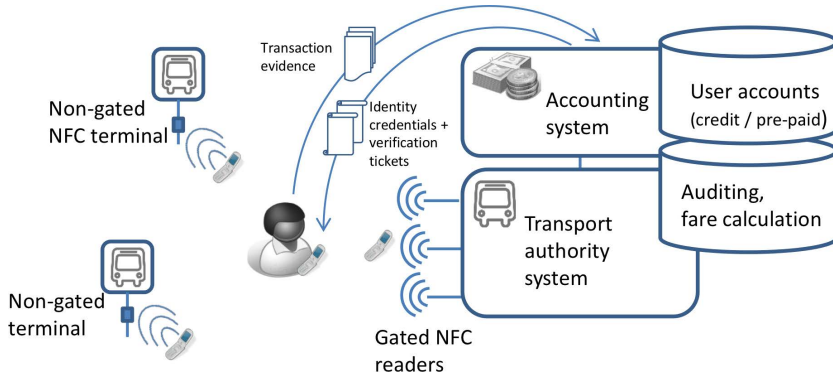 Transaction
evidence
Non-gated
NFC terminal
Identity
credentials +
verification
tickets
Accounting
system
User accounts
(credit / pre-paid)
Auditing,
fare calculation
Transport
authority
system
Non-gated
terminal
Gated NFC
readers